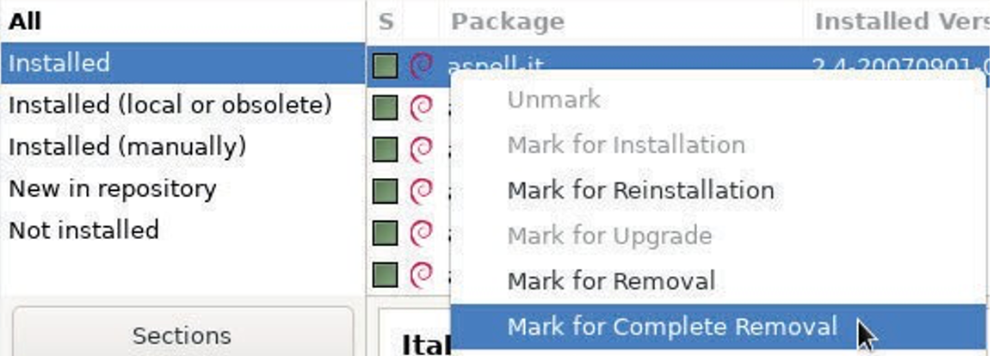 All
Installed
Installed (local or obsolete)
Installed (manually)
New in repository
Not installed
Sections
S Package Installed Vers
aspell-it 2.4-20070901-0
Unmark
Mark for Installation
Mark for Reinstallation
Mark for Upgrade
Mark for Removal
Mark for Complete Removal
Ital